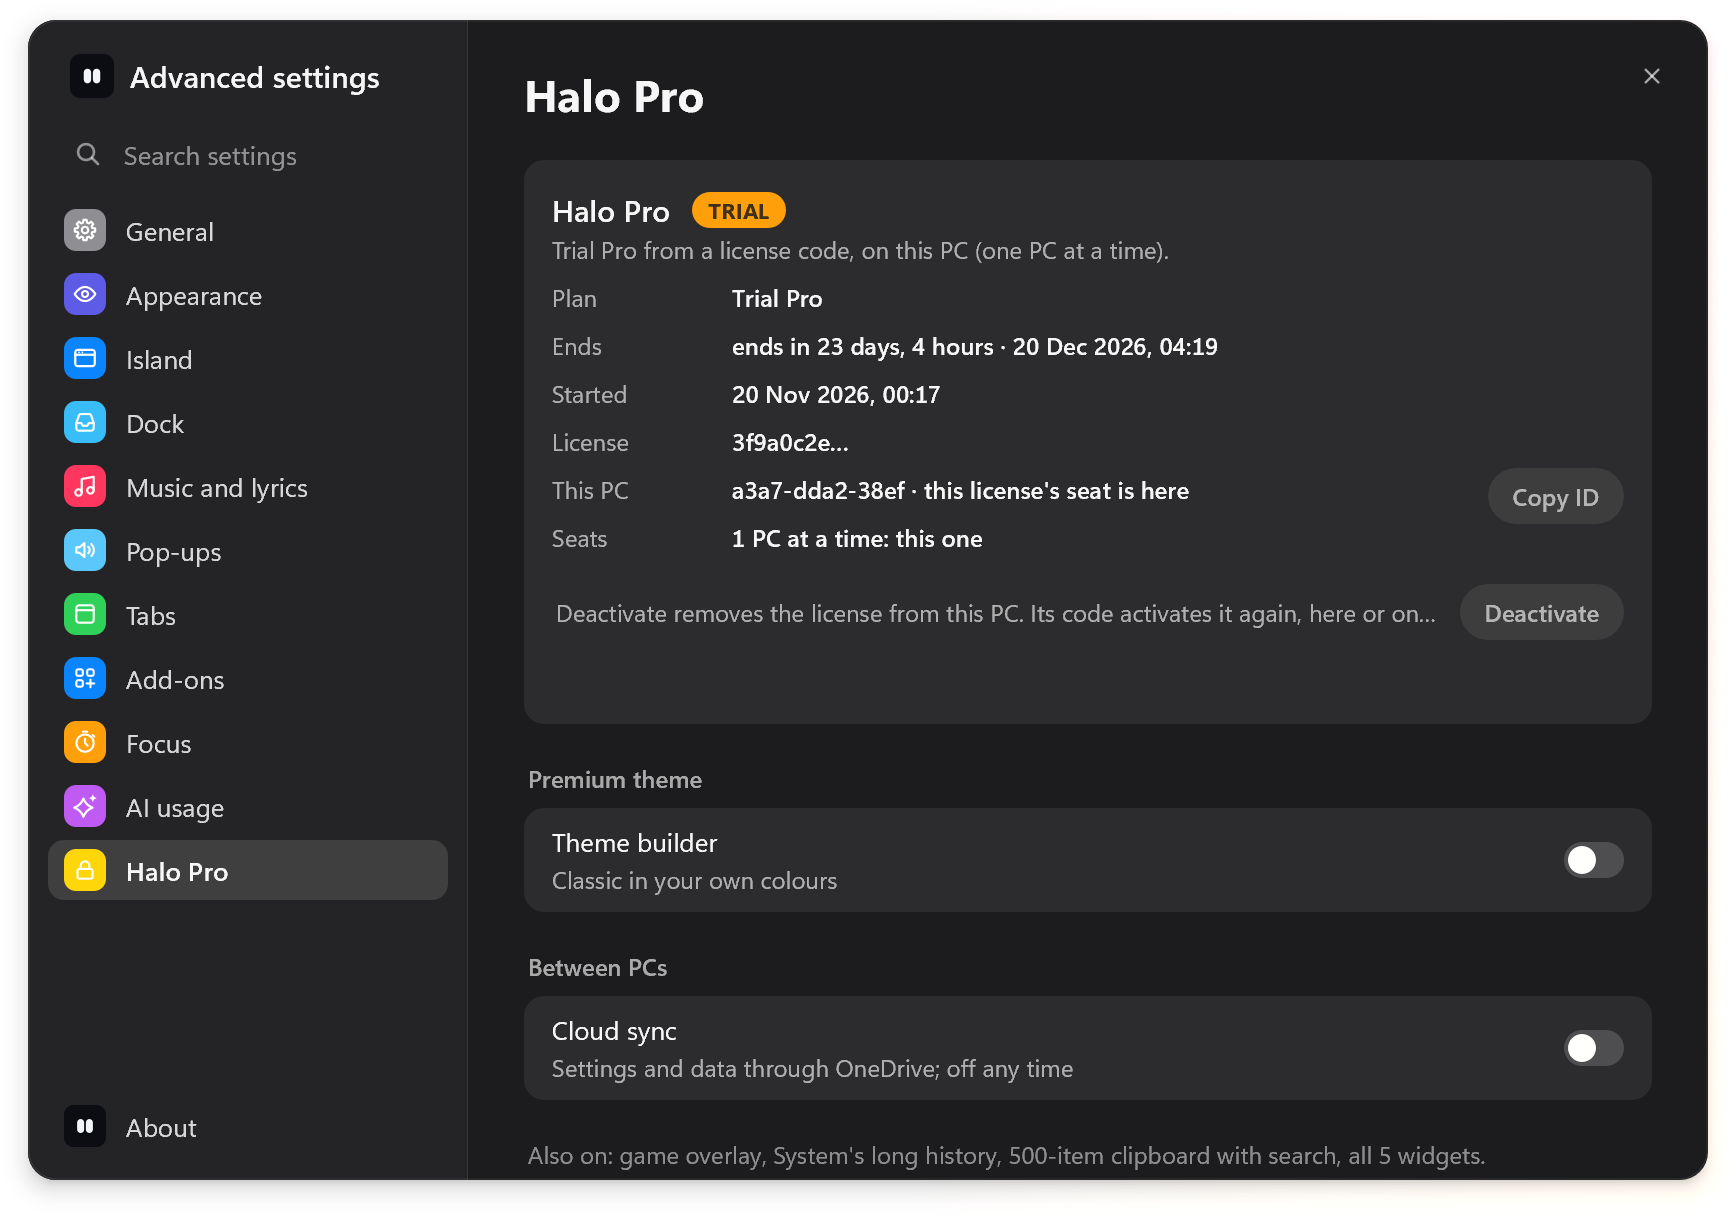 Advanced settings
Search settings
General
Appearance
Island
Dock
Music and lyrics
Pop-ups
Tabs
Add-ons
Focus
AI usage
Halo Pro
About
Halo Pro
Halo Pro TRIAL
Trial Pro from a license code, on this PC (one PC at a time).
Plan Trial Pro
Ends ends in 23 days, 4 hours · 20 Dec 2026, 04:19
Started 20 Nov 2026, 00:17
License 3f9a0c2e...
This PC a3a7-dda2-38ef · this license's seat is here Copy ID
Seats 1 PC at a time: this one
Deactivate removes the license from this PC. Its code activates it again, here or on... Deactivate
Premium theme
Theme builder
Classic in your own colours
Between PCs
Cloud sync
Settings and data through OneDrive; off any time
Also on: game overlay, System's long history, 500-item clipboard with search, all 5 widgets.